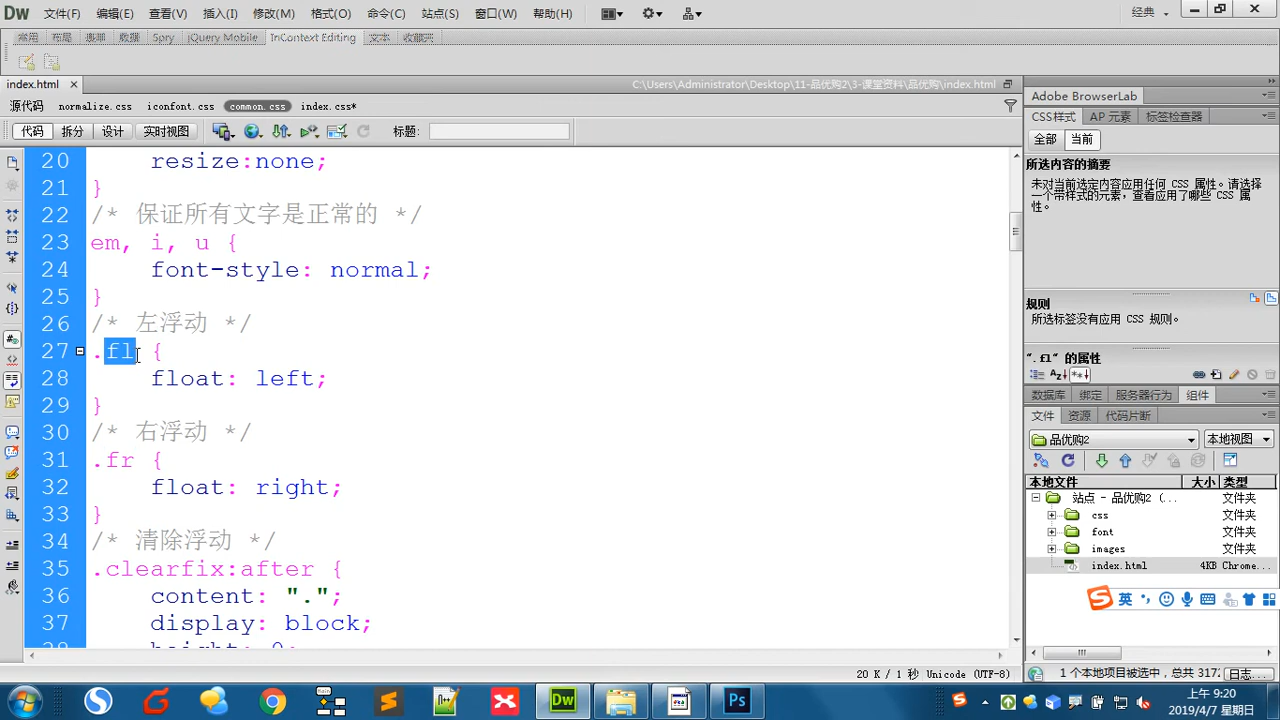 Dw 文件(F) 编辑(E) 查看(V) 插入(I) 修改(M) 格式(O) 命令(C) 站点(S) 窗口(W) 帮助(H) 经典
常用 布局 表单 数据 Spry jQuery Mobile InContext Editing 文本 收藏夹
index.html C:\Users\Administrator\Desktop\11-品优购2\3-课堂资料\品优购\index.html
源代码 normalize.css iconfont.css common.css index.css*
代码 拆分 设计 实时视图 标题:
20 resize:none;
21 }
22 /* 保证所有文字是正常的 */
23 em, i, u {
24 font-style: normal;
25 }
26 /* 左浮动 */
27 .fl {
28 float: left;
29 }
30 /* 右浮动 */
31 .fr {
32 float: right;
33 }
34 /* 清除浮动 */
35 .clearfix:after {
36 content: ".";
37 display: block;
38 height: 0;
20 K / 1 秒 Unicode (UTF-8)
Adobe BrowserLab
CSS样式 AP 元素 标签检查器
全部 当前
所选内容的摘要
未对当前选定内容应用任何 CSS 属性。请选
择一个带样式的元素，查看应用了哪些 CSS 属
性。
规则
所选标签没有应用 CSS 规则。
".fl" 的属性
数据库 绑定 服务器行为 组件
文件 资源 代码片断
品优购2 本地视图
本地文件 大小 类型
站点 - 品优购2 (... 文件夹
css 文件夹
font 文件夹
images 文件夹
index.html 4KB Chrome...
英
1 个本地项目被选中，总共 317 日志...
Dw Ps
上午 9:20
2019/4/7 星期日